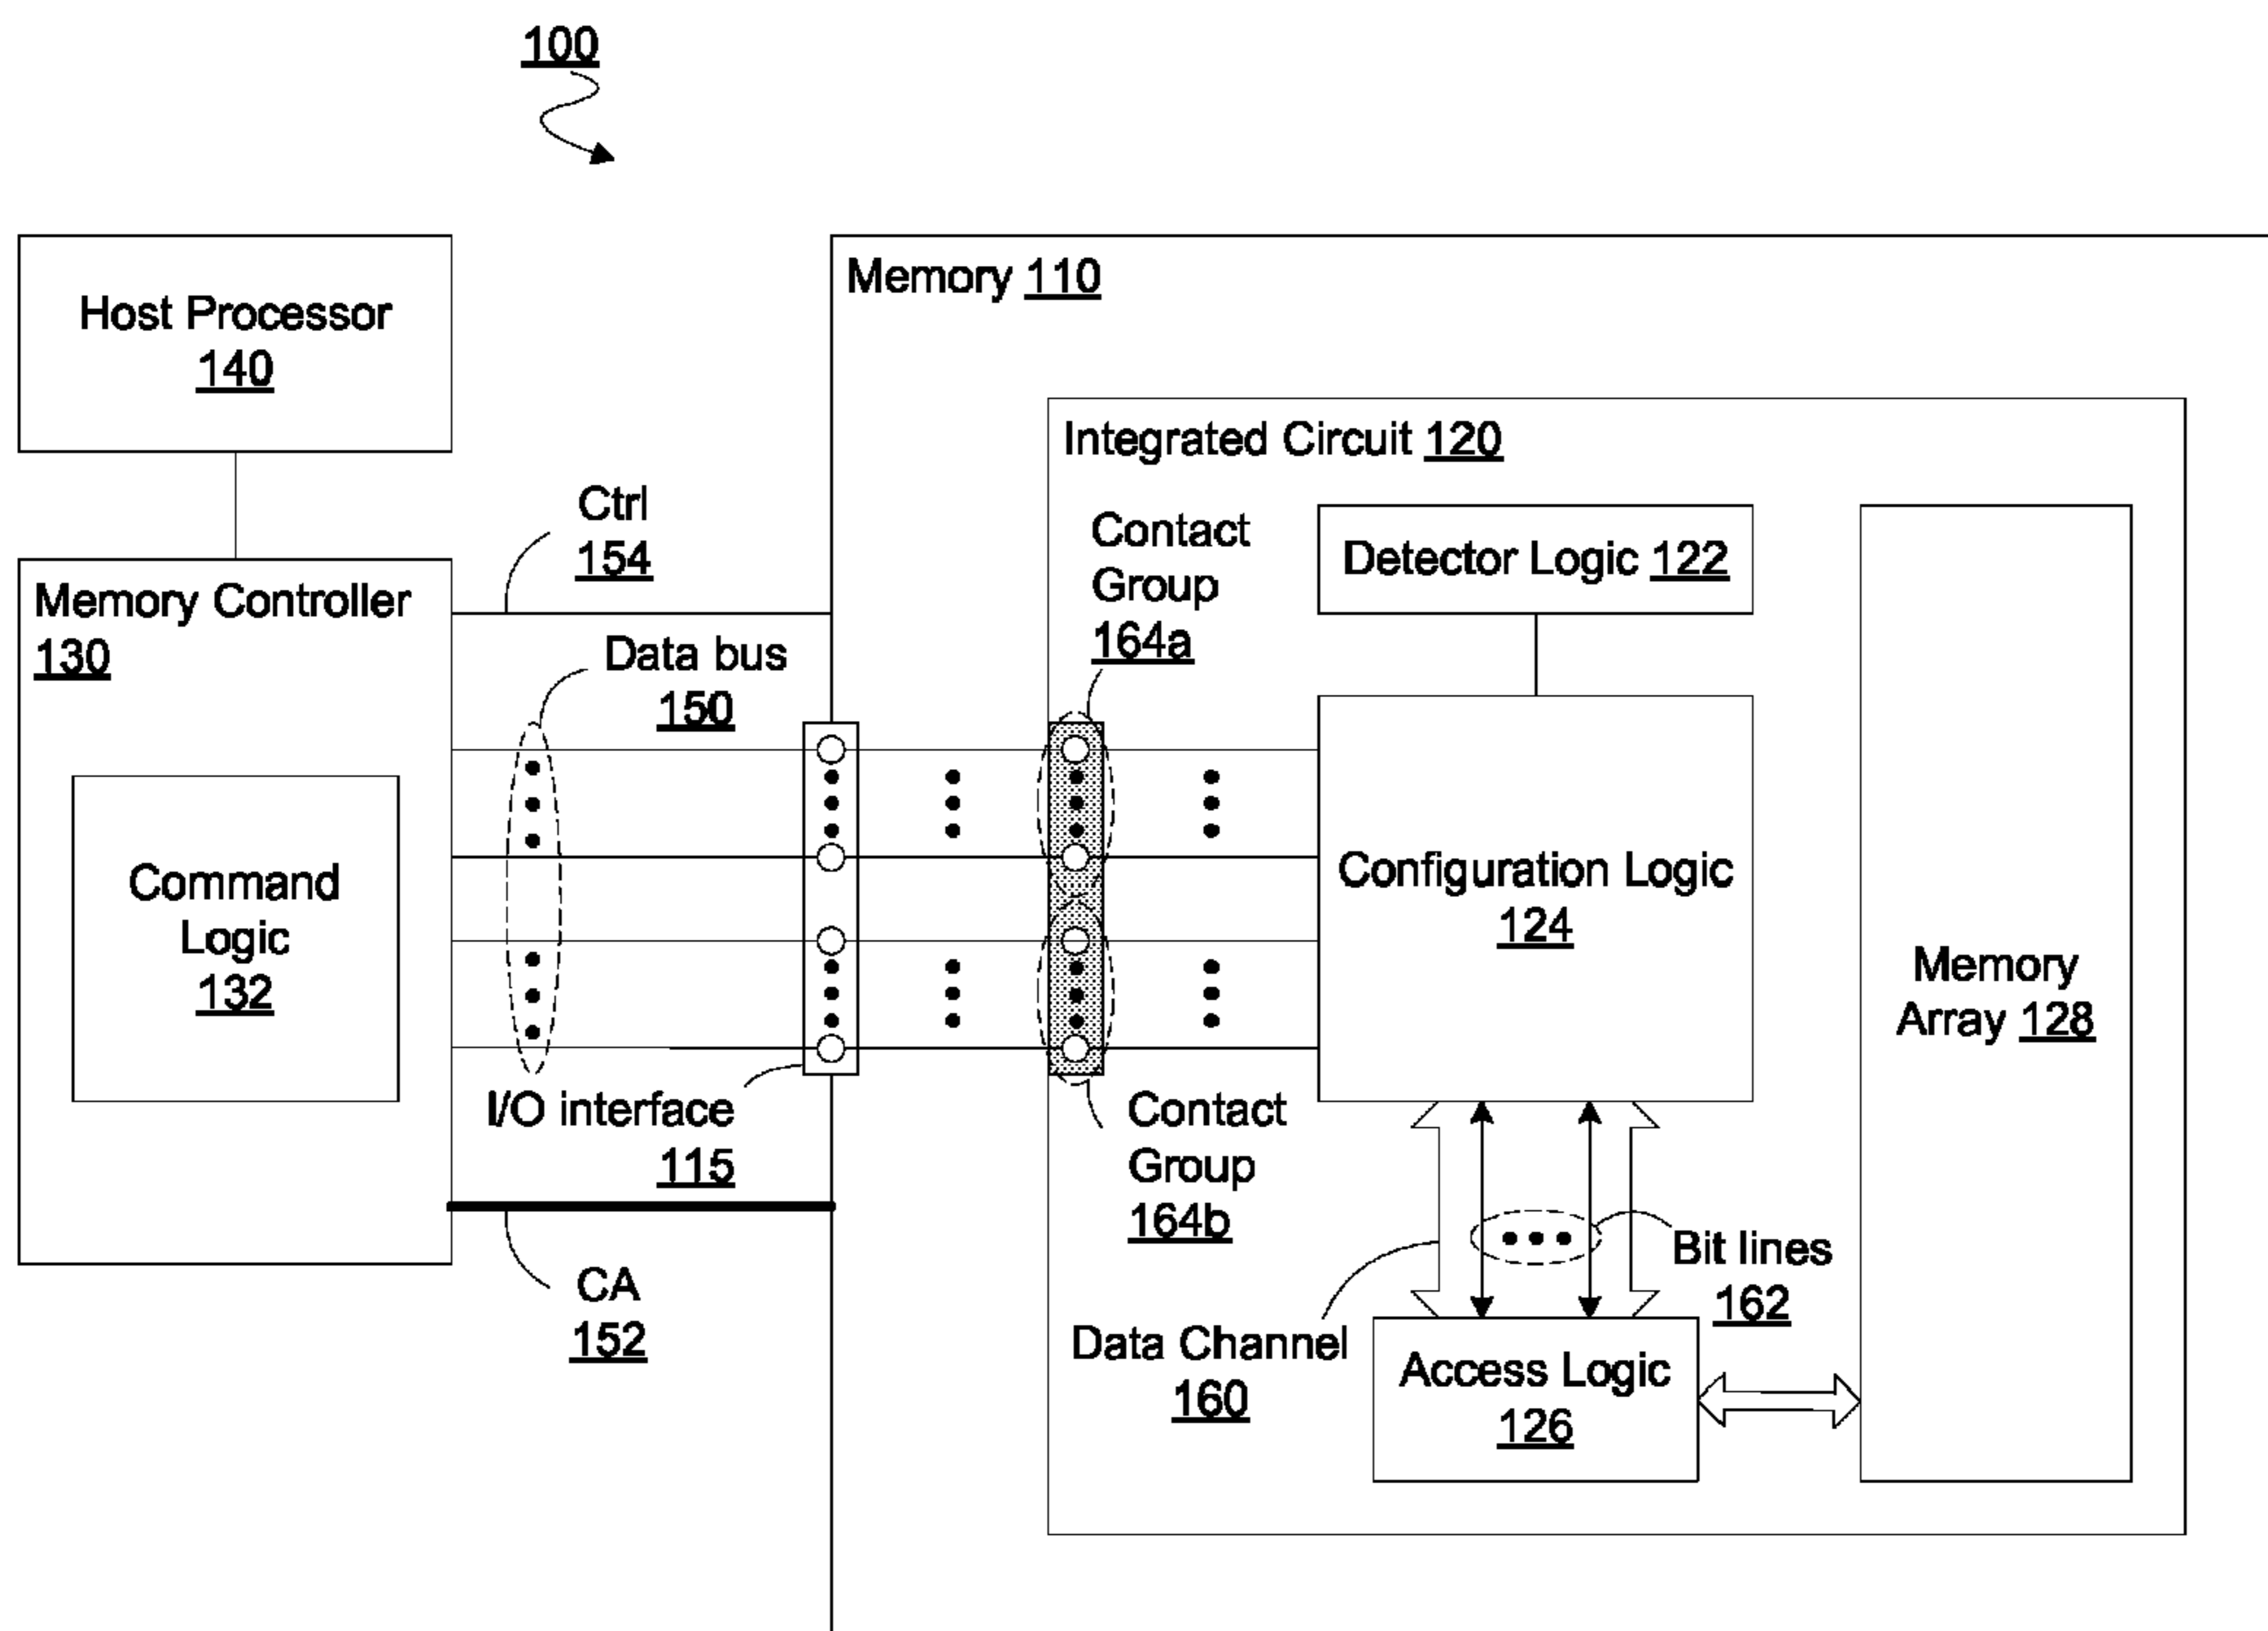 100
Host Processor
140
Memory Controller
130
Command
Logic
132
Ctrl
154
Data bus
150
I/O interface
115
CA
152
Memory 110
Integrated Circuit 120
Contact
Group
164a
Contact
Group
164b
Detector Logic 122
Configuration Logic
124
Data Channel
160
Bit lines
162
Access Logic
126
Memory
Array 128